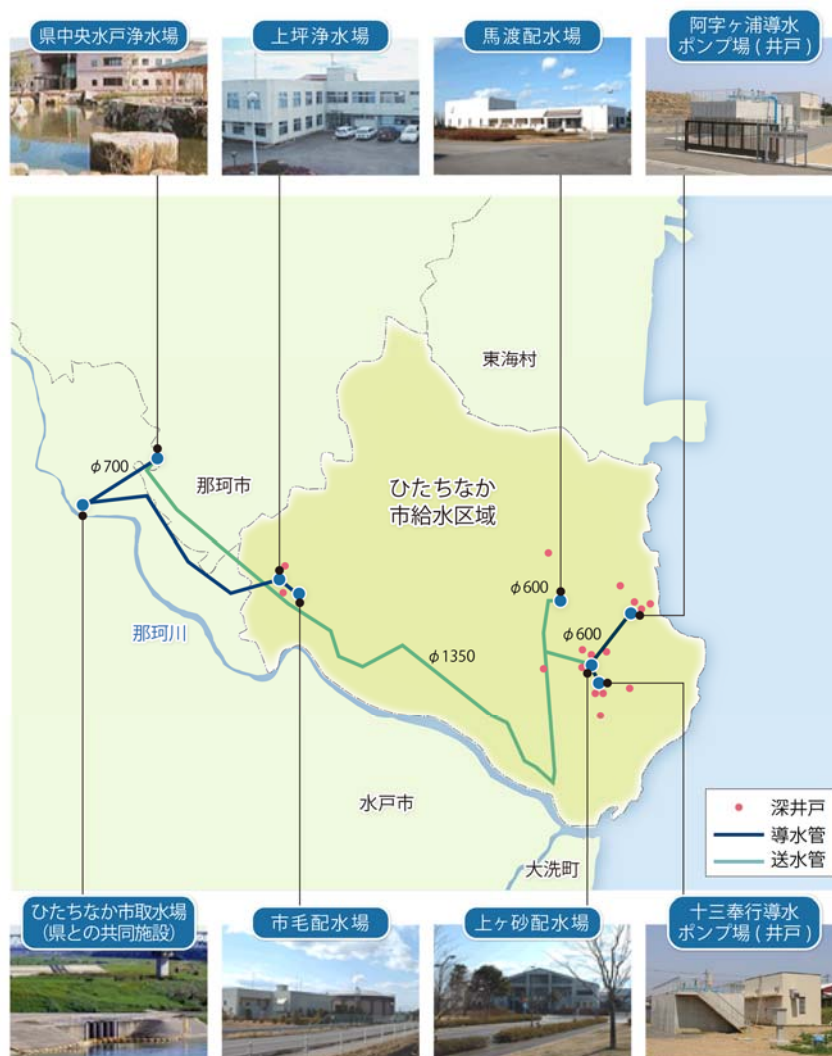 県中央水戸浄水場
上坪浄水場
馬渡配水場
阿字ヶ浦導水
ポンプ場(井戸)
東海村
φ700
那珂市
ひたちなか
市給水区域
φ600
φ600
那珂川
φ1350
水戸市
大洗町
深井戸
導水管
送水管
ひたちなか市取水場
(県との共同施設)
市毛配水場
上ヶ砂配水場
十三奉行導水
ポンプ場(井戸)